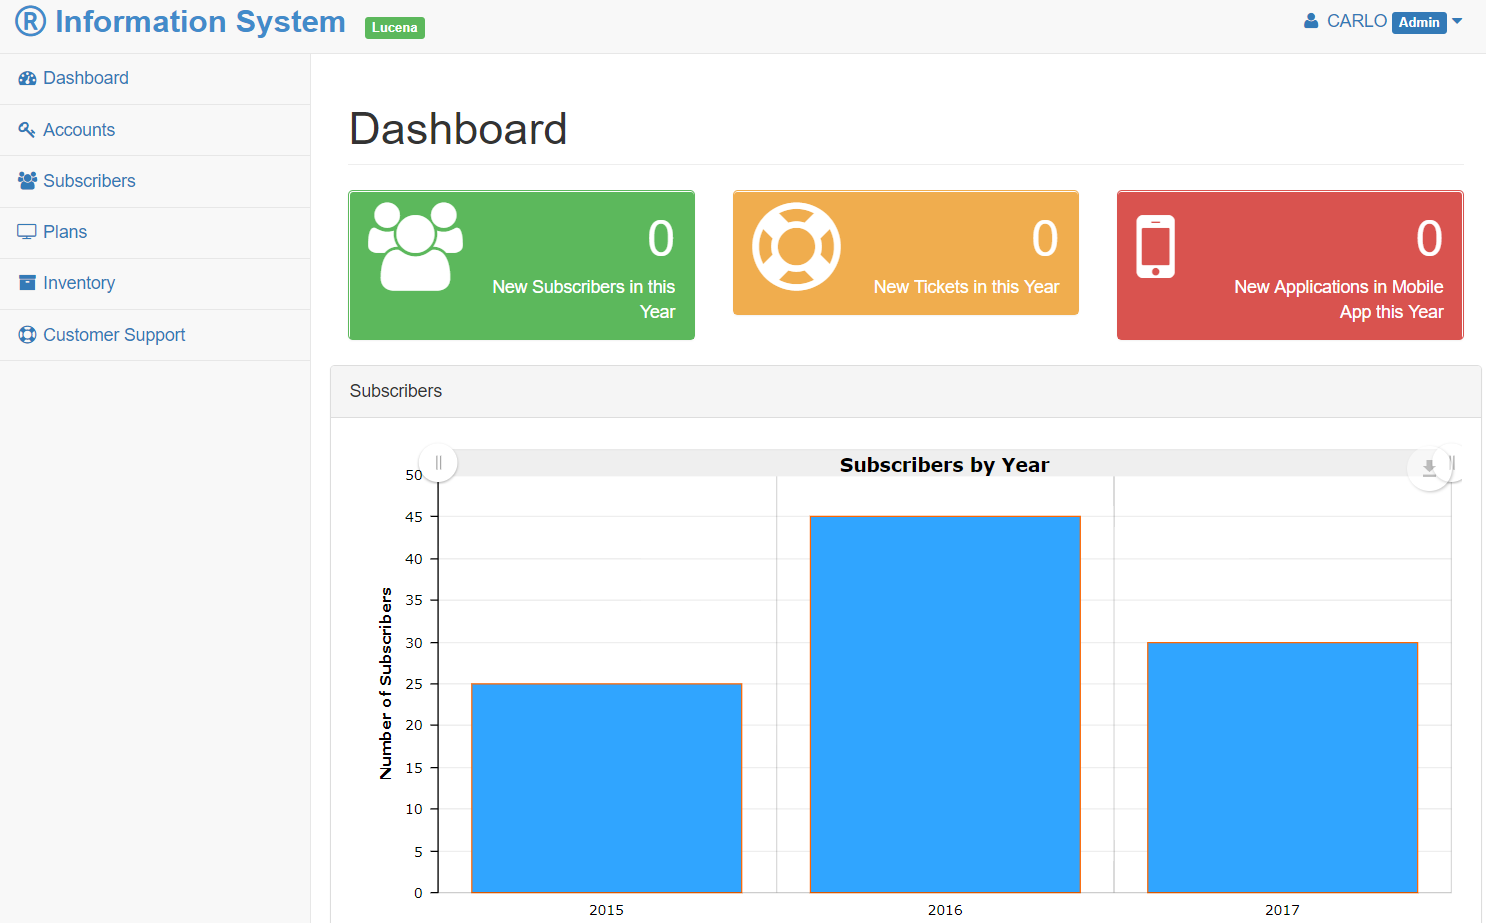 ® Information System Lucena
CARLO Admin
Dashboard
Accounts
Subscribers
Plans
Inventory
Customer Support
Dashboard
0
New Subscribers in this
Year
0
New Tickets in this Year
0
New Applications in Mobile
App this Year
Subscribers
Subscribers by Year
Number of Subscribers
50
45
40
35
30
25
20
15
10
5
0
2015 2016 2017